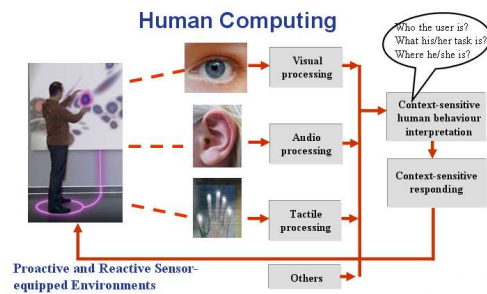 Human Computing
Who the user is?
What his/her task is?
Where he/she is?
Visual
processing
Audio
processing
Tactile
processing
Others
Context-sensitive
human behaviour
interpretation
Context-sensitive
responding
Proactive and Reactive Sensor-
equipped Environments